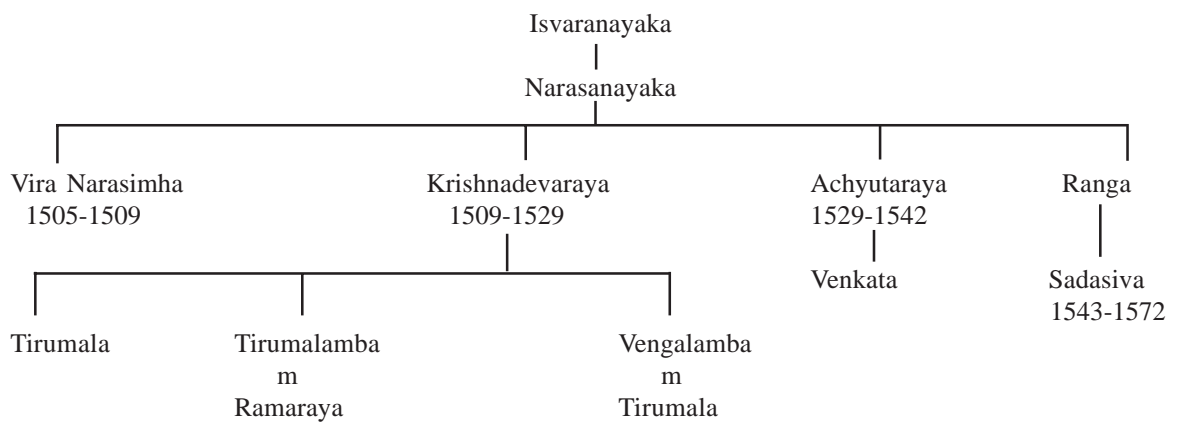 Isvaranayaka
Narasanayaka
Vira Narasimha
1505-1509
Krishnadevaraya
1509-1529
Achyutaraya
1529-1542
Ranga
Venkata
Sadasiva
1543-1572
Tirumala
Tirumalamba
m
Ramaraya
Vengalamba
m
Tirumala